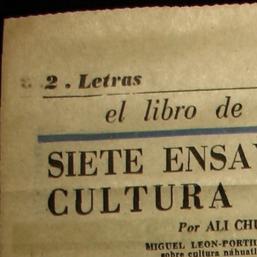 2 . Letras
el libro de
SIETE ENSA
CULTURA
Por ALI CHU
MIGUEL LEON-PORTI
sobre cultura náhuatl